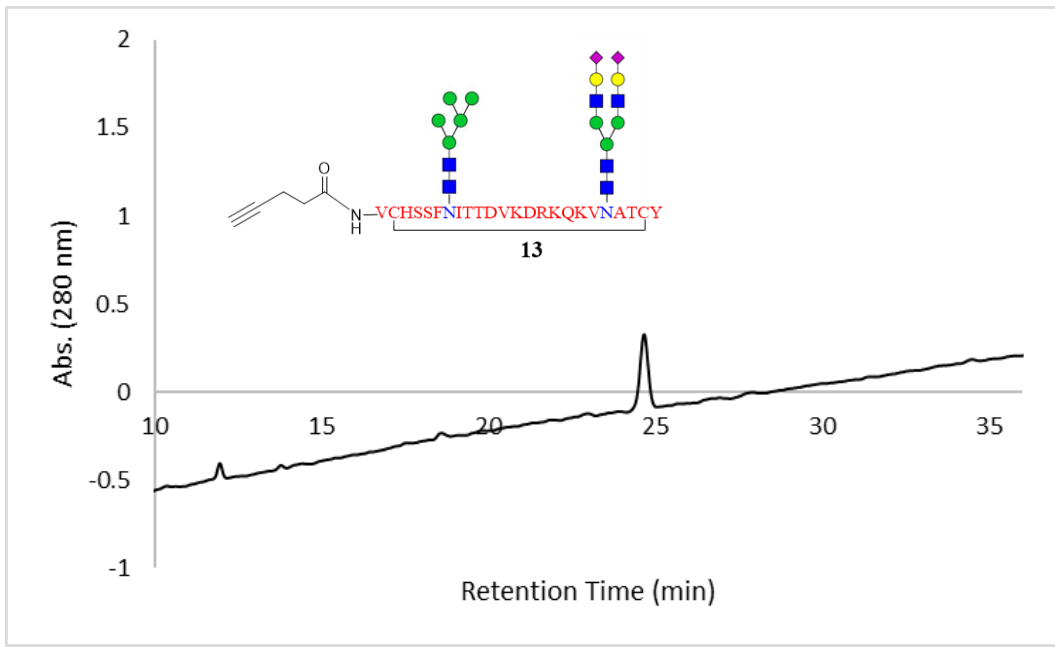 2
1.5
1
0.5
0
-0.5
-1
Abs. (280 nm)
O
N
H
VCHSSFNITTDVKDRKQKVNATCY
13
10 15 20 25 30 35
Retention Time (min)